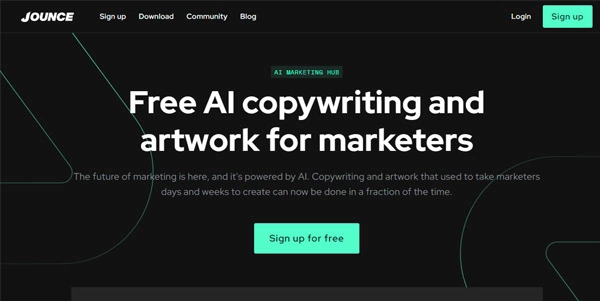 JOUNCE
Sign up
Download
Community
Blog
Login
Sign up
AI MARKETING HUB
Free AI copywriting and
artwork for marketers
The future of marketing is here, and it's powered by AI. Copywriting and artwork that used to take marketers
days and weeks to create can now be done in a fraction of the time.
Sign up for free